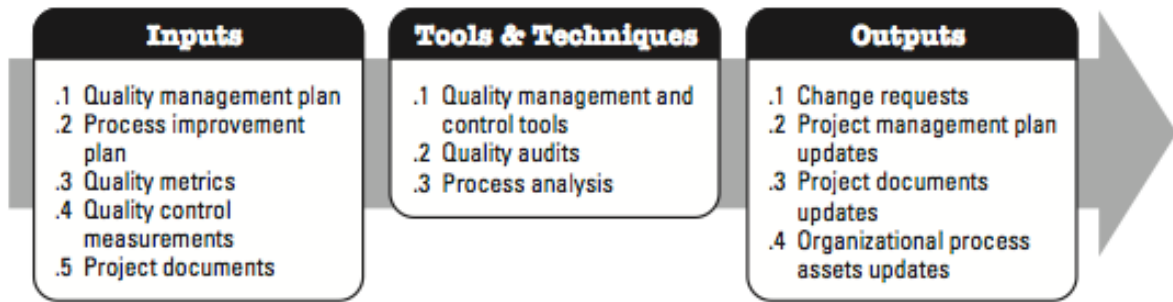 Inputs
.1 Quality management plan
.2 Process improvement
plan
.3 Quality metrics
.4 Quality control
measurements
.5 Project documents
Tools & Techniques
.1 Quality management and
control tools
.2 Quality audits
.3 Process analysis
Outputs
.1 Change requests
.2 Project management plan
updates
.3 Project documents
updates
.4 Organizational process
assets updates